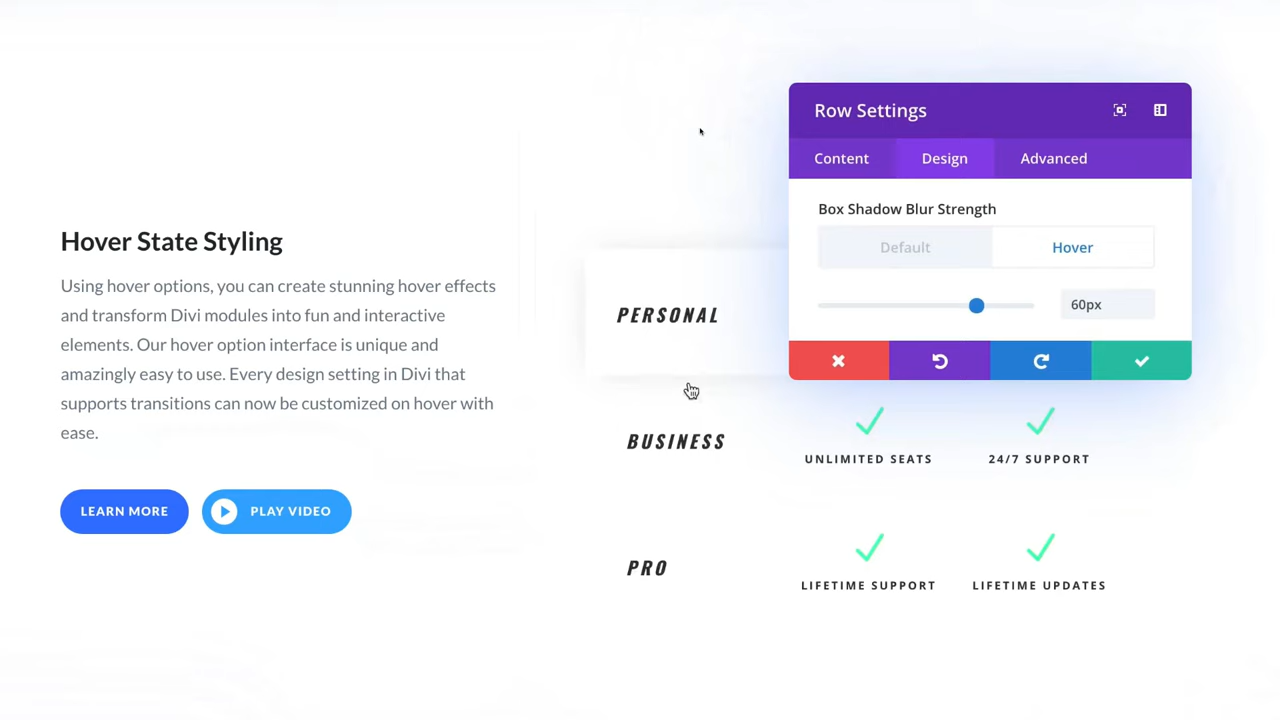 Hover State Styling
Using hover options, you can create stunning hover effects
and transform Divi modules into fun and interactive
elements. Our hover option interface is unique and
amazingly easy to use. Every design setting in Divi that
supports transitions can now be customized on hover with
ease.
LEARN MORE
PLAY VIDEO
Row Settings
Content
Design
Advanced
Box Shadow Blur Strength
Default
Hover
60px
PERSONAL
BUSINESS
UNLIMITED SEATS
24/7 SUPPORT
PRO
LIFETIME SUPPORT
LIFETIME UPDATES